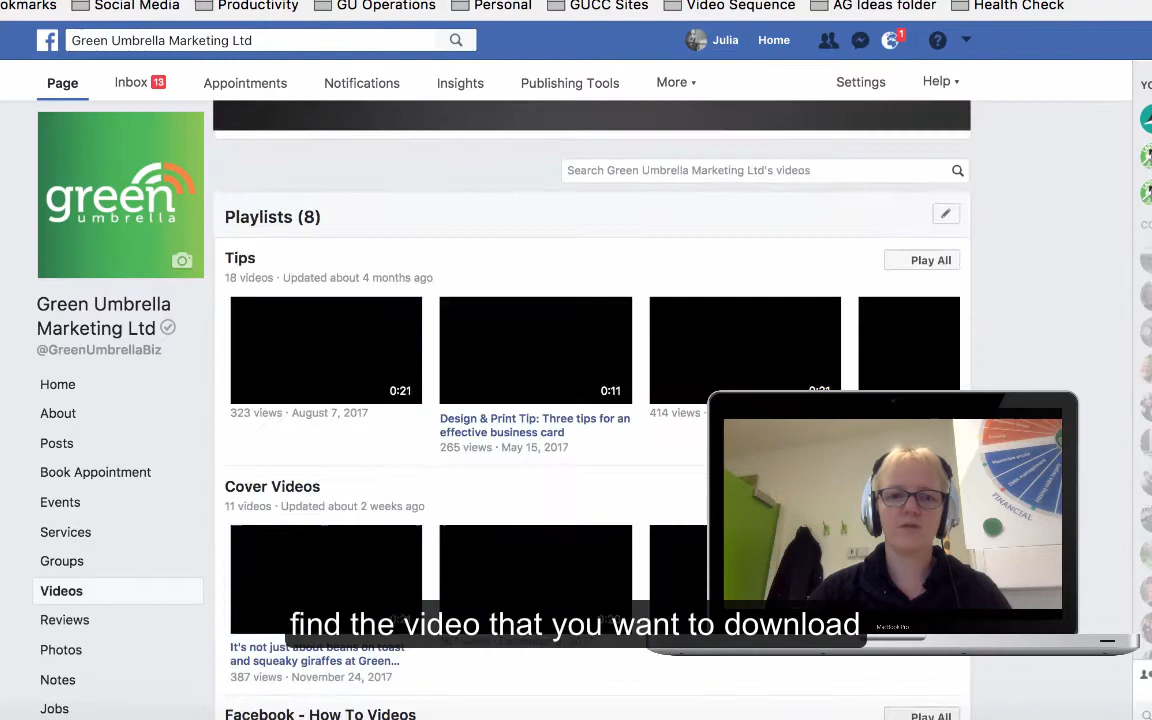 okmarks Social Media Productivity GU Operations Personal GUCC Sites Video Sequence AG Ideas folder Health Check
Green Umbrella Marketing Ltd
Julia Home 1
Page Inbox 13 Appointments Notifications Insights Publishing Tools More Settings Help
YO
green
umbrella
Search Green Umbrella Marketing Ltd's videos
Playlists (8)
Tips
Play All
18 videos · Updated about 4 months ago
0:21
0:11
0:21
323 views · August 7, 2017
Design & Print Tip: Three tips for an
effective business card
265 views · May 15, 2017
414 views ·
Green Umbrella
Marketing Ltd
@GreenUmbrellaBiz
Home
About
Posts
Book Appointment
Events
Services
Groups
Videos
Reviews
Photos
Notes
Jobs
Cover Videos
11 videos · Updated about 2 weeks ago
It's not just about beans on toast
and squeaky giraffes at Green...
387 views · November 24, 2017
Facebook - How To Videos
Play All
FINANCIAL
MacBook Pro
find the video that you want to download